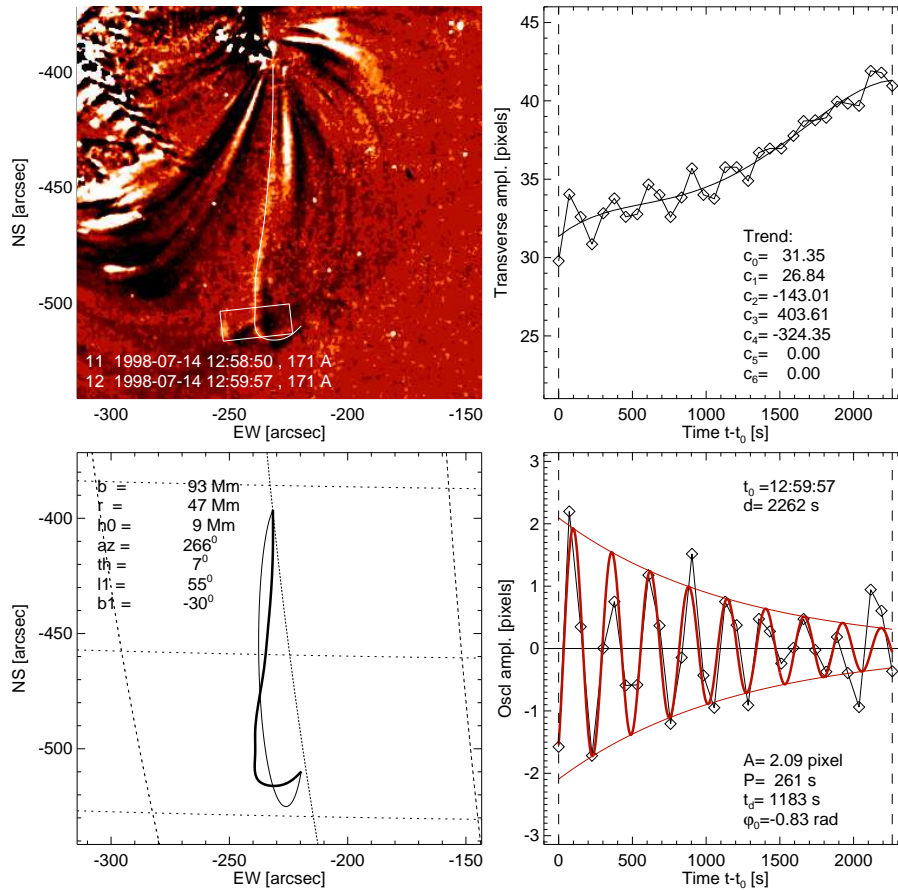 -400
-450
-500
NS [arcsec]
11 1998-07-14 12:58:50 , 171 A
12 1998-07-14 12:59:57 , 171 A
-300 -250 -200 -150
EW [arcsec]
45
40
35
30
25
Transverse ampl. [pixels]
Trend:
c0= 31.35
c1= 26.84
c2= -143.01
c3= 403.61
c4= -324.35
c5= 0.00
c6= 0.00
0 500 1000 1500 2000
Time t-t0 [s]
-400
-450
-500
NS [arcsec]
b = 93 Mm
r = 47 Mm
h0 = 9 Mm
az = 266⁰
th = 7⁰
l1 = 55⁰
b1 = -30⁰
-300 -250 -200 -150
EW [arcsec]
3
2
1
0
-1
-2
-3
Oscl ampl. [pixels]
t0 =12:59:57
d= 2262 s
A= 2.09 pixel
P= 261 s
td= 1183 s
φ0=-0.83 rad
0 500 1000 1500 2000
Time t-t0 [s]